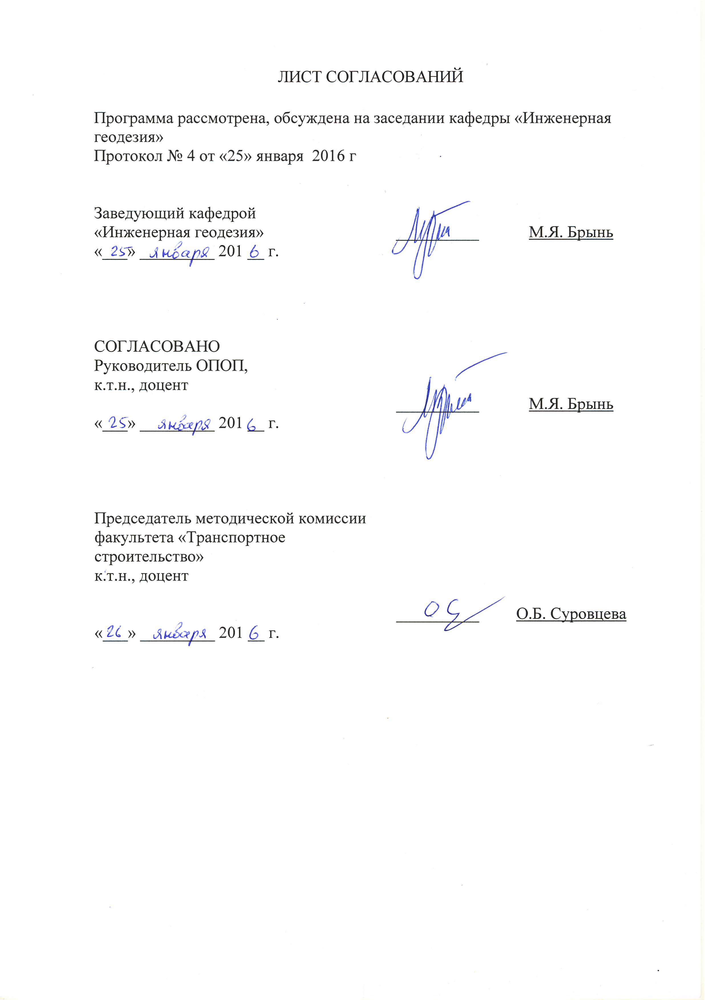 ЛИСТ СОГЛАСОВАНИЙ
Программа рассмотрена, обсуждена на заседании кафедры «Инженерная
геодезия»
Протокол № 4 от «25» января 2016 г
Заведующий кафедрой
«Инженерная геодезия» М.Я. Брынь
«25» января 2016 г.
СОГЛАСОВАНО
Руководитель ОПОП,
к.т.н., доцент
М.Я. Брынь
«25» января 2016 г.
Председатель методической комиссии
факультета «Транспортное
строительство»
к.т.н., доцент
О.Б. Суровцева
«26» января 2016 г.